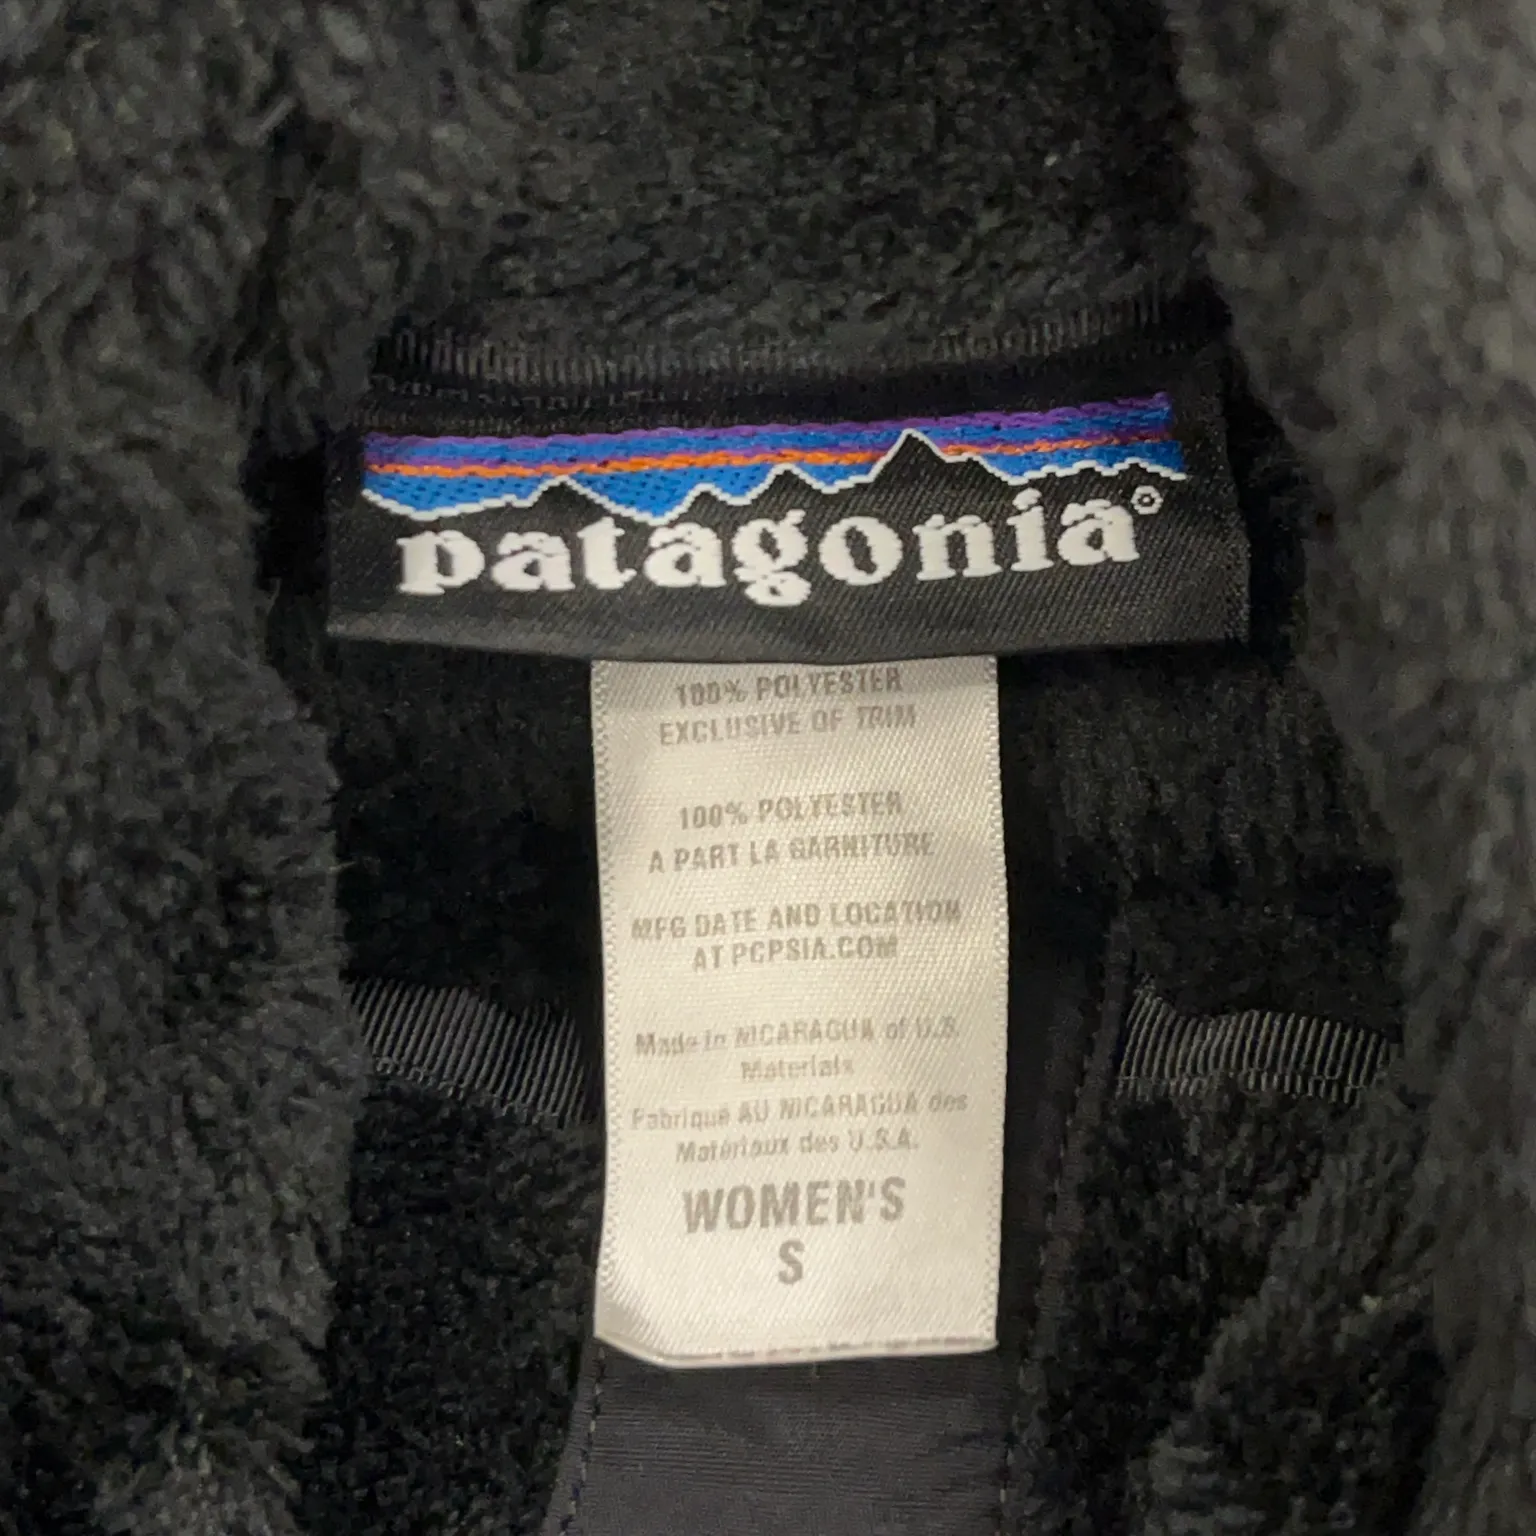 patagonia®
100% POLYESTER
EXCLUSIVE OF TRIM
100% POLYESTER
A PART LA GARNITURE
MFG DATE AND LOCATION
AT PCPSIA.COM
Made in NICARAGUA of U.S.
Materials
Fabriqué AU NICARAGUA des
Matériaux des U.S.A.
WOMEN'S
S